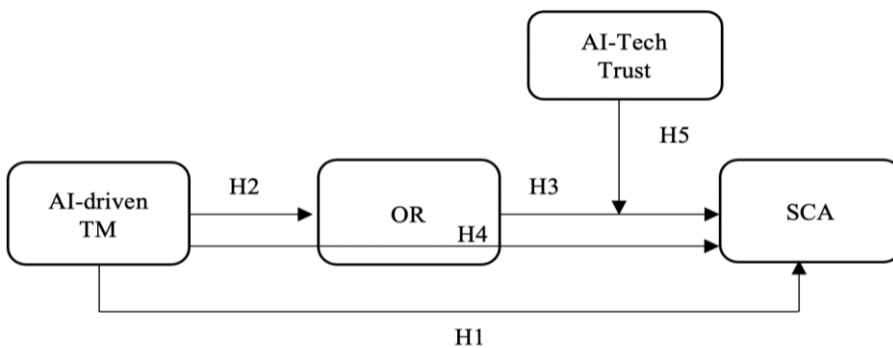 AI-Tech
Trust
H5
AI-driven
TM
H2
OR
H3
SCA
H4
H1